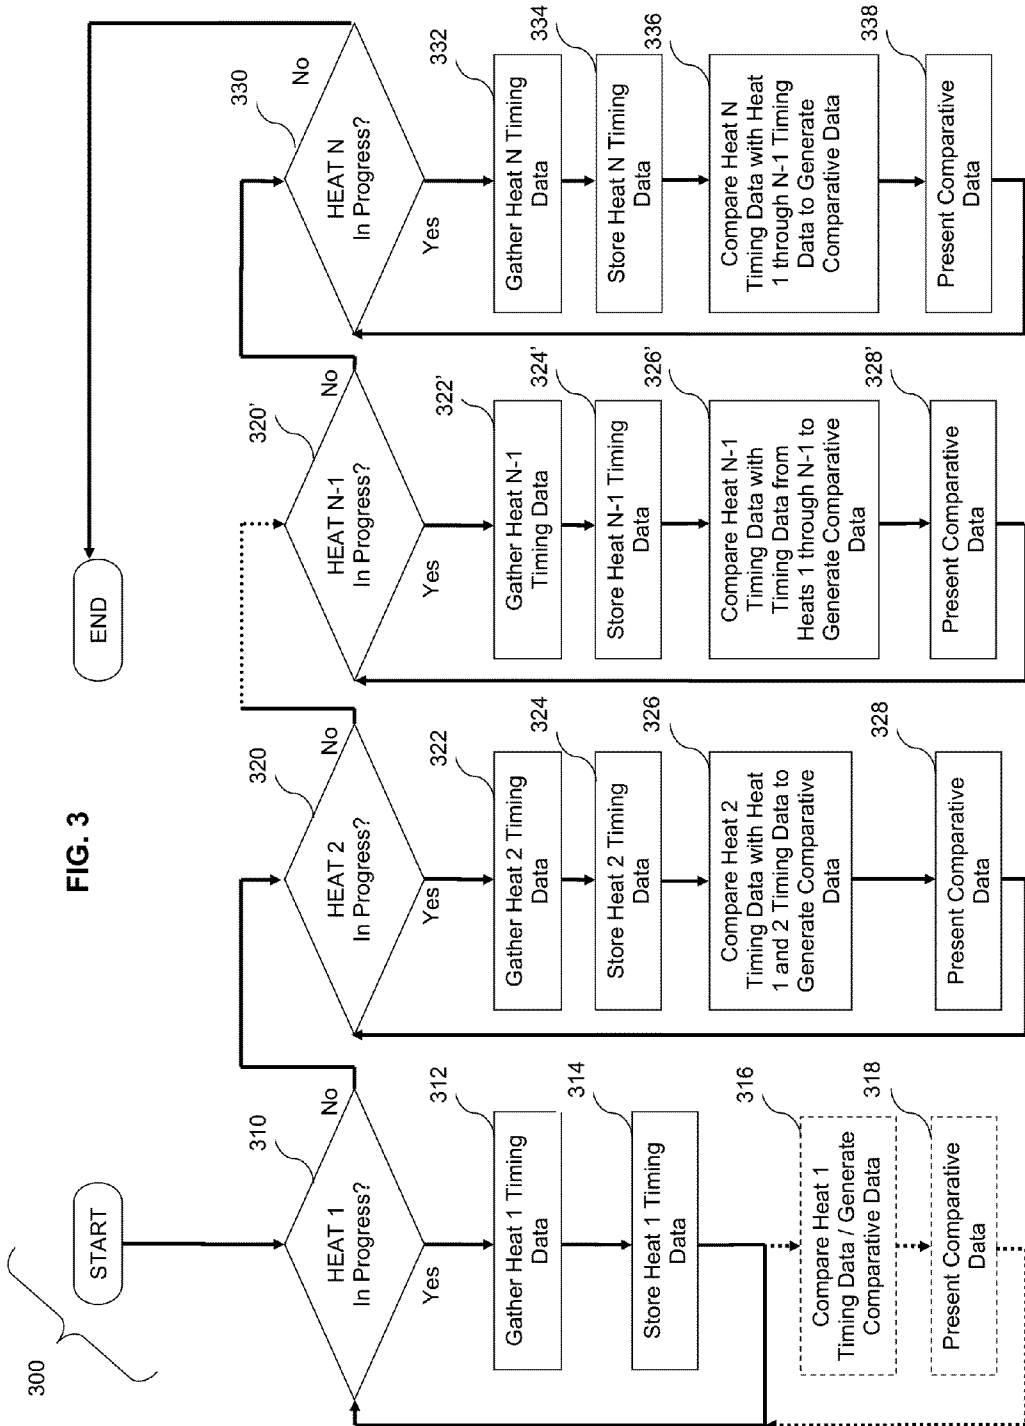 FIG. 3
300
START
310
HEAT 1
In Progress?
No
Yes
312
Gather Heat 1 Timing
Data
314
Store Heat 1 Timing
Data
316
Compare Heat 1
Timing Data / Generate
Comparative Data
318
Present Comparative
Data
320
HEAT 2
In Progress?
No
Yes
322
Gather Heat 2 Timing
Data
324
Store Heat 2 Timing
Data
326
Compare Heat 2
Timing Data with Heat
1 and 2 Timing Data to
Generate Comparative
Data
328
Present Comparative
Data
320’
HEAT N-1
In Progress?
No
Yes
322’
Gather Heat N-1
Timing Data
324’
Store Heat N-1 Timing
Data
326’
Compare Heat N-1
Timing Data with
Timing Data from
Heats 1 through N-1 to
Generate Comparative
Data
328’
Present Comparative
Data
330
HEAT N
In Progress?
No
Yes
332
Gather Heat N Timing
Data
334
Store Heat N Timing
Data
336
Compare Heat N
Timing Data with Heat
1 through N-1 Timing
Data to Generate
Comparative Data
338
Present Comparative
Data
END